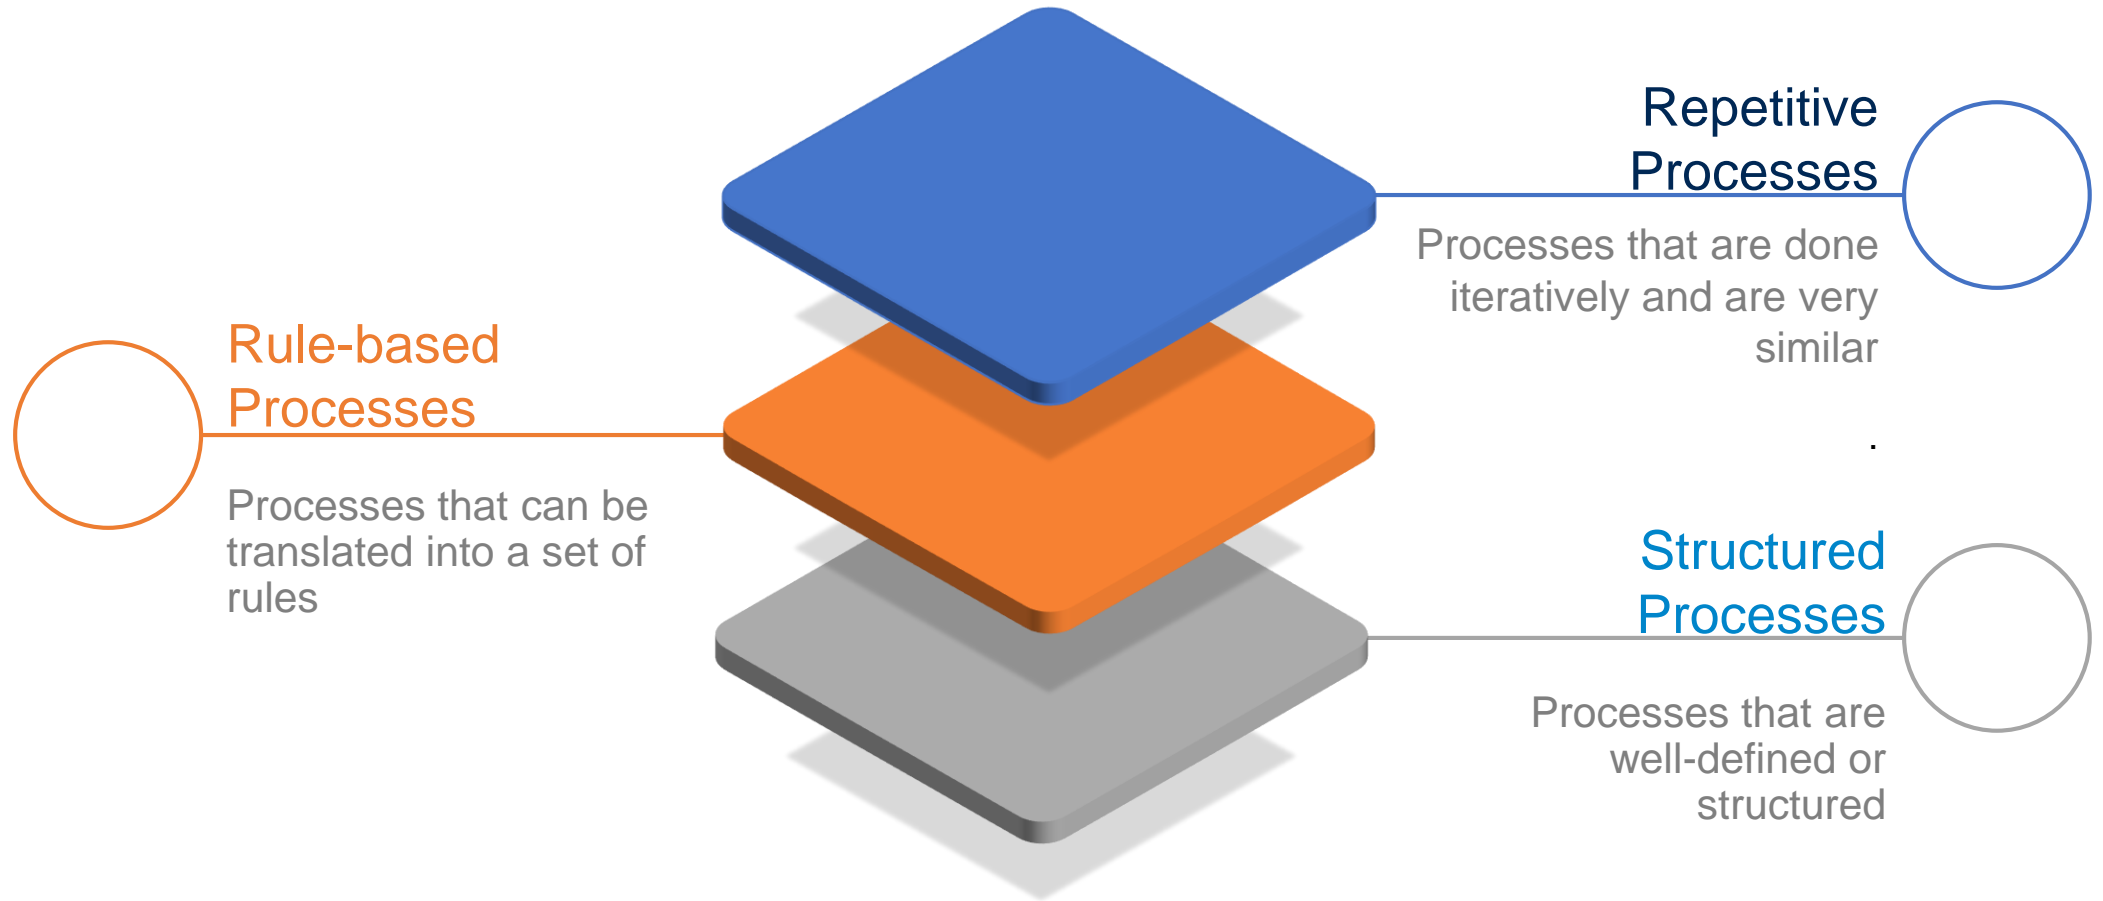 Repetitive
Processes
Processes that are done
iteratively and are very
similar
.
Rule-based
Processes
Processes that can be
translated into a set of
rules
Structured
Processes
Processes that are
well-defined or
structured